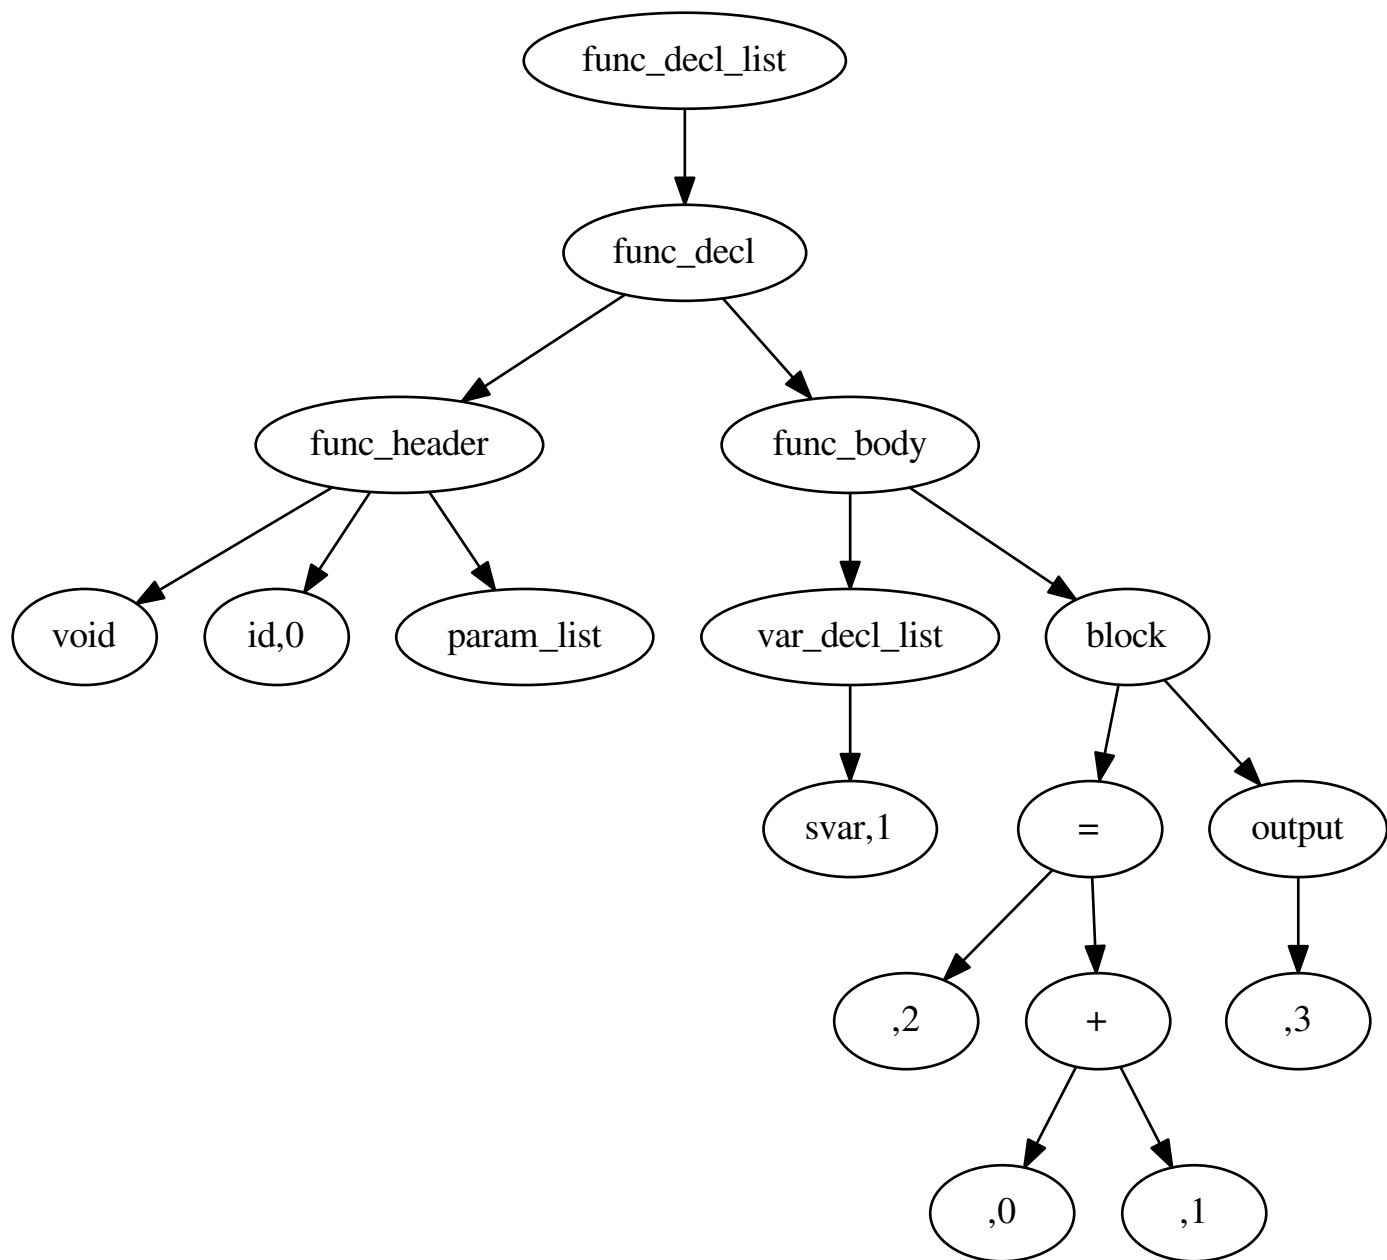 func_decl_list
func_decl
func_header
func_body
void
id,0
param_list
var_decl_list
block
svar,1
=
output
,2
+
,3
,0
,1